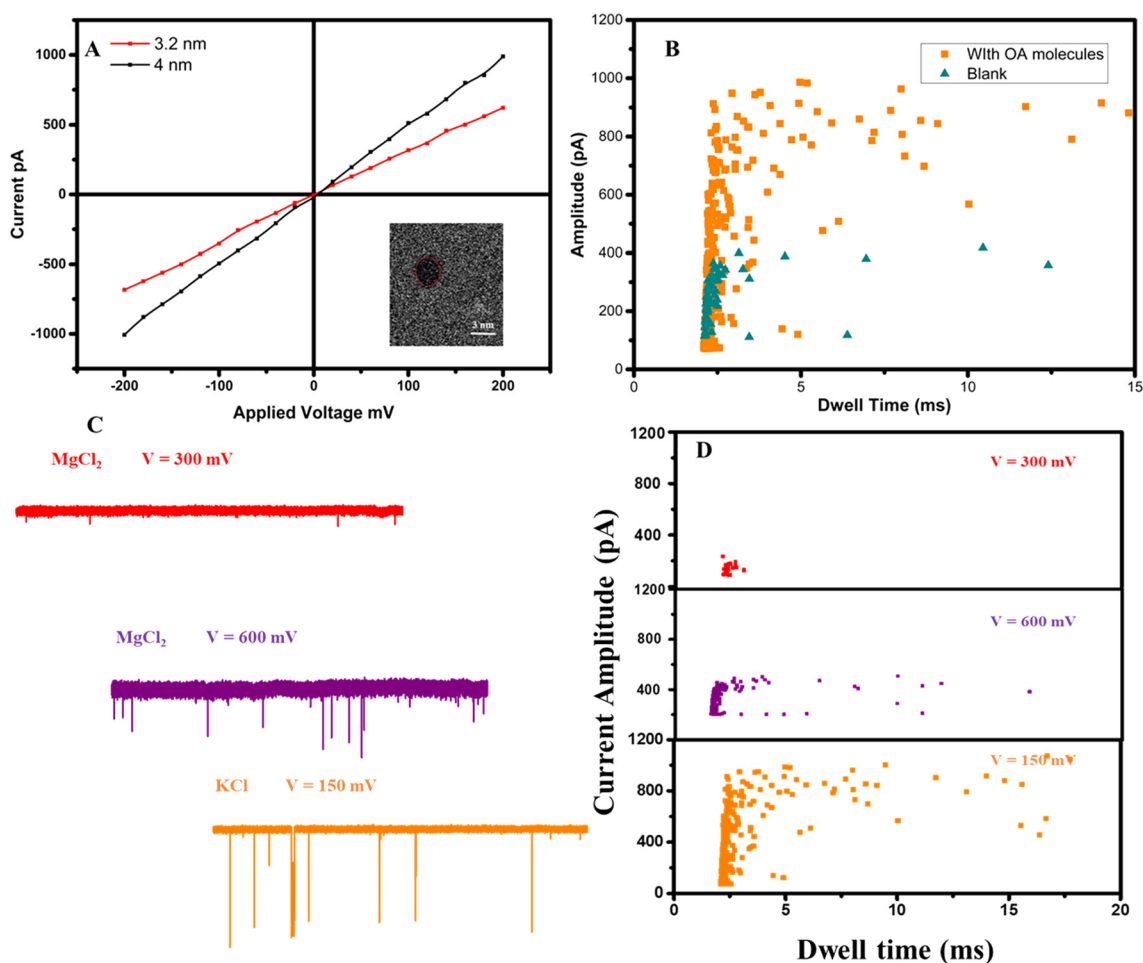 A
3.2 nm
4 nm
1000
500
0
-500
-1000
Current pA
-200
-100
0
100
200
Applied Voltage mV
3 nm
B
WIth OA molecules
Blank
1200
1000
800
600
400
200
0
Amplitude (pA)
0
5
10
15
Dwell Time (ms)
C
MgCl₂ V = 300 mV
MgCl₂ V = 600 mV
KCl V = 150 mV
D
V = 300 mV
V = 600 mV
V = 150 mV
1200
800
400
1200
800
400
1200
800
400
0
Current Amplitude (pA)
0
5
10
15
20
Dwell time (ms)